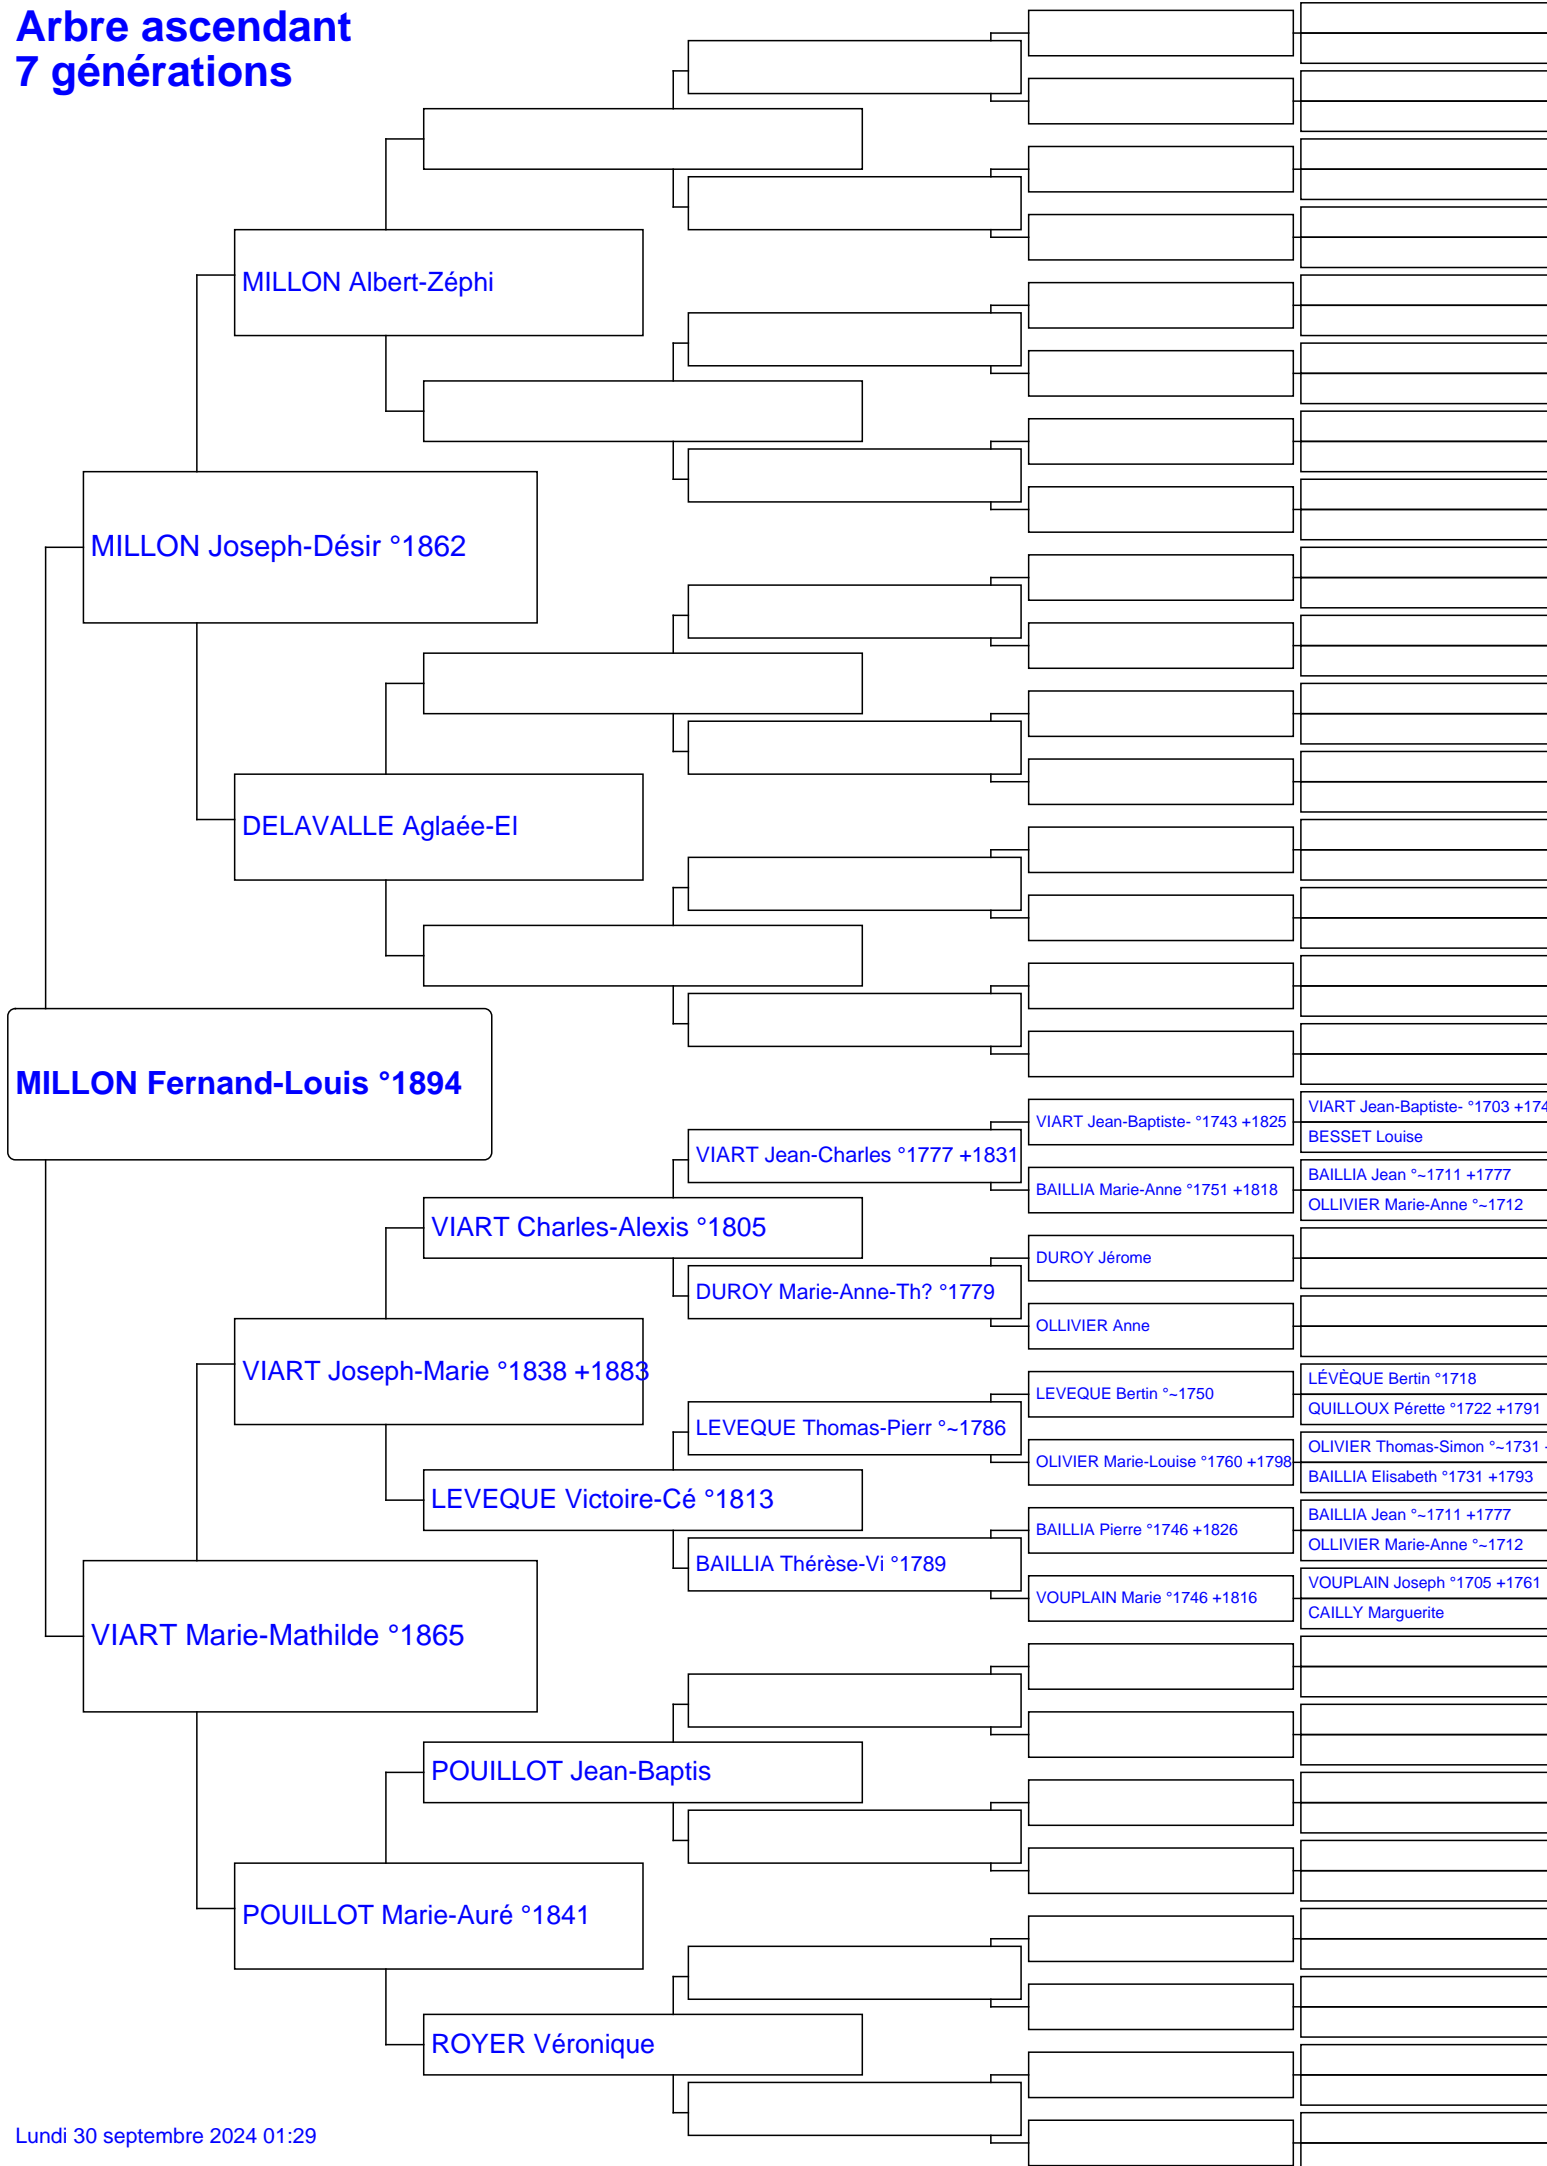 Arbre ascendant
7 générations
MILLON Albert-Zéphi
MILLON Joseph-Désir °1862
DELAVALLE Aglaée-El
MILLON Fernand-Louis °1894
VIART Jean-Baptiste- °1703 +174
VIART Jean-Baptiste- °1743 +1825
BESSET Louise
VIART Jean-Charles °1777 +1831
BAILLIA Jean °~1711 +1777
BAILLIA Marie-Anne °1751 +1818
OLLIVIER Marie-Anne °~1712
VIART Charles-Alexis °1805
DUROY Jérome
DUROY Marie-Anne-Th? °1779
OLLIVIER Anne
VIART Joseph-Marie °1838 +1883
LÉVÈQUE Bertin °1718
LEVEQUE Bertin °~1750
QUILLOUX Pérette °1722 +1791
LEVEQUE Thomas-Pierr °~1786
OLIVIER Thomas-Simon °~1731
OLIVIER Marie-Louise °1760 +1798
BAILLIA Elisabeth °1731 +1793
LEVEQUE Victoire-Cé °1813
BAILLIA Jean °~1711 +1777
BAILLIA Pierre °1746 +1826
OLLIVIER Marie-Anne °~1712
BAILLIA Thérèse-Vi °1789
VOUPLAIN Joseph °1705 +1761
VOUPLAIN Marie °1746 +1816
CAILLY Marguerite
VIART Marie-Mathilde °1865
POUILLOT Jean-Baptis
POUILLOT Marie-Auré °1841
ROYER Véronique
Lundi 30 septembre 2024 01:29